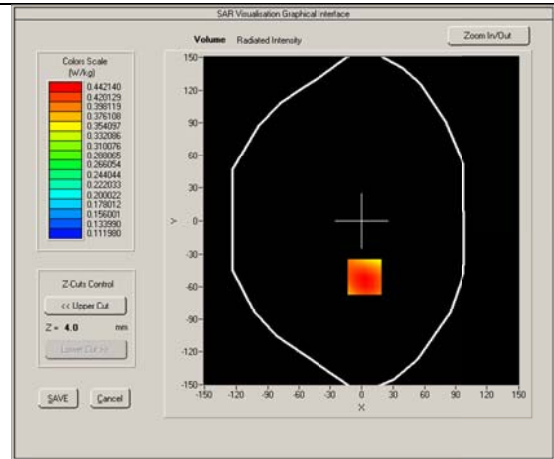 SAR Visualisation Graphical Interface
Volume Radiated Intensity
Zoom In/Out
Colors Scale
(W/kg)
0.442140
0.420129
0.398119
0.376108
0.354097
0.332086
0.310076
0.288065
0.266054
0.244044
0.222033
0.200022
0.178012
0.156001
0.133990
0.111980
150-
120-
90-
60-
30-
Y 0-
-30-
-60-
-90-
-120-
-150-
-150 -120 -90 -60 -30 0 30 60 90 120 150
X
Z-Cuts Control
<< Upper Cut
Z = 4.0 mm
Lower Cut >>
SAVE
Cancel